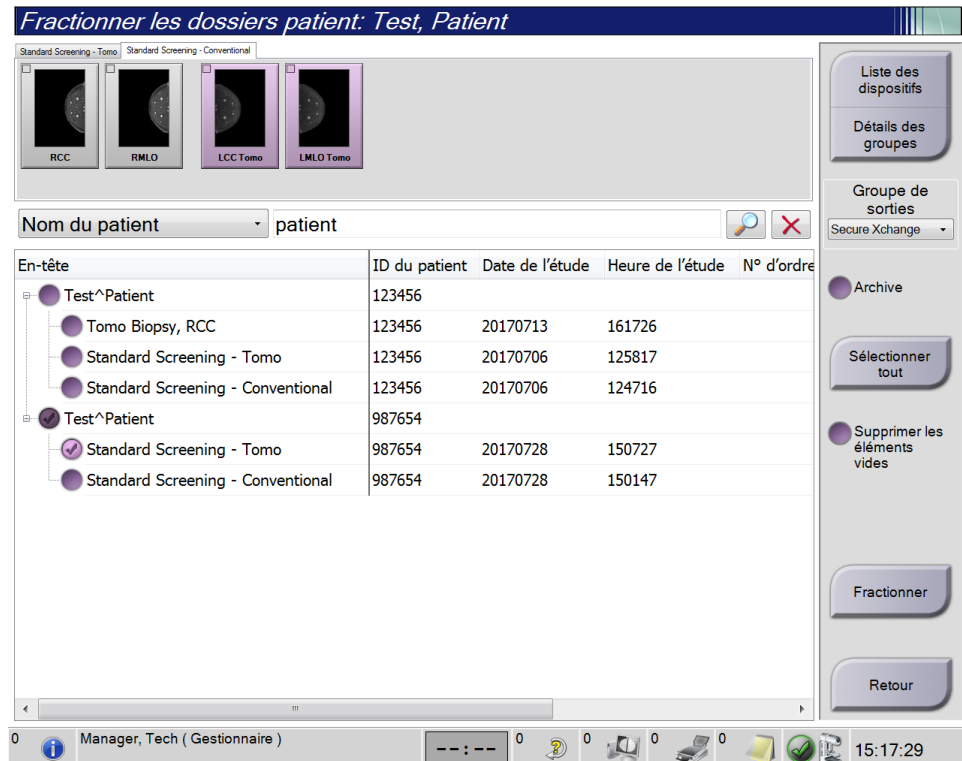 Fractionner les dossiers patient: Test, Patient
Standard Screening - Tomo
Standard Screening - Conventional
RCC
RMLO
LCC Tomo
LMLO Tomo
Nom du patient
patient
En-tête ID du patient Date de l'étude Heure de l'étude N° d'ordre
Test^Patient 123456
Tomo Biopsy, RCC 123456 20170713 161726
Standard Screening - Tomo 123456 20170706 125817
Standard Screening - Conventional 123456 20170706 124716
Test^Patient 987654
Standard Screening - Tomo 987654 20170728 150727
Standard Screening - Conventional 987654 20170728 150147
Liste des
dispositifs
Détails des
groupes
Groupe de
sorties
Secure Xchange
Archive
Sélectionner
tout
Supprimer les
éléments
vides
Fractionner
Retour
0 Manager, Tech ( Gestionnaire ) --:-- 0 0 0 0 15:17:29